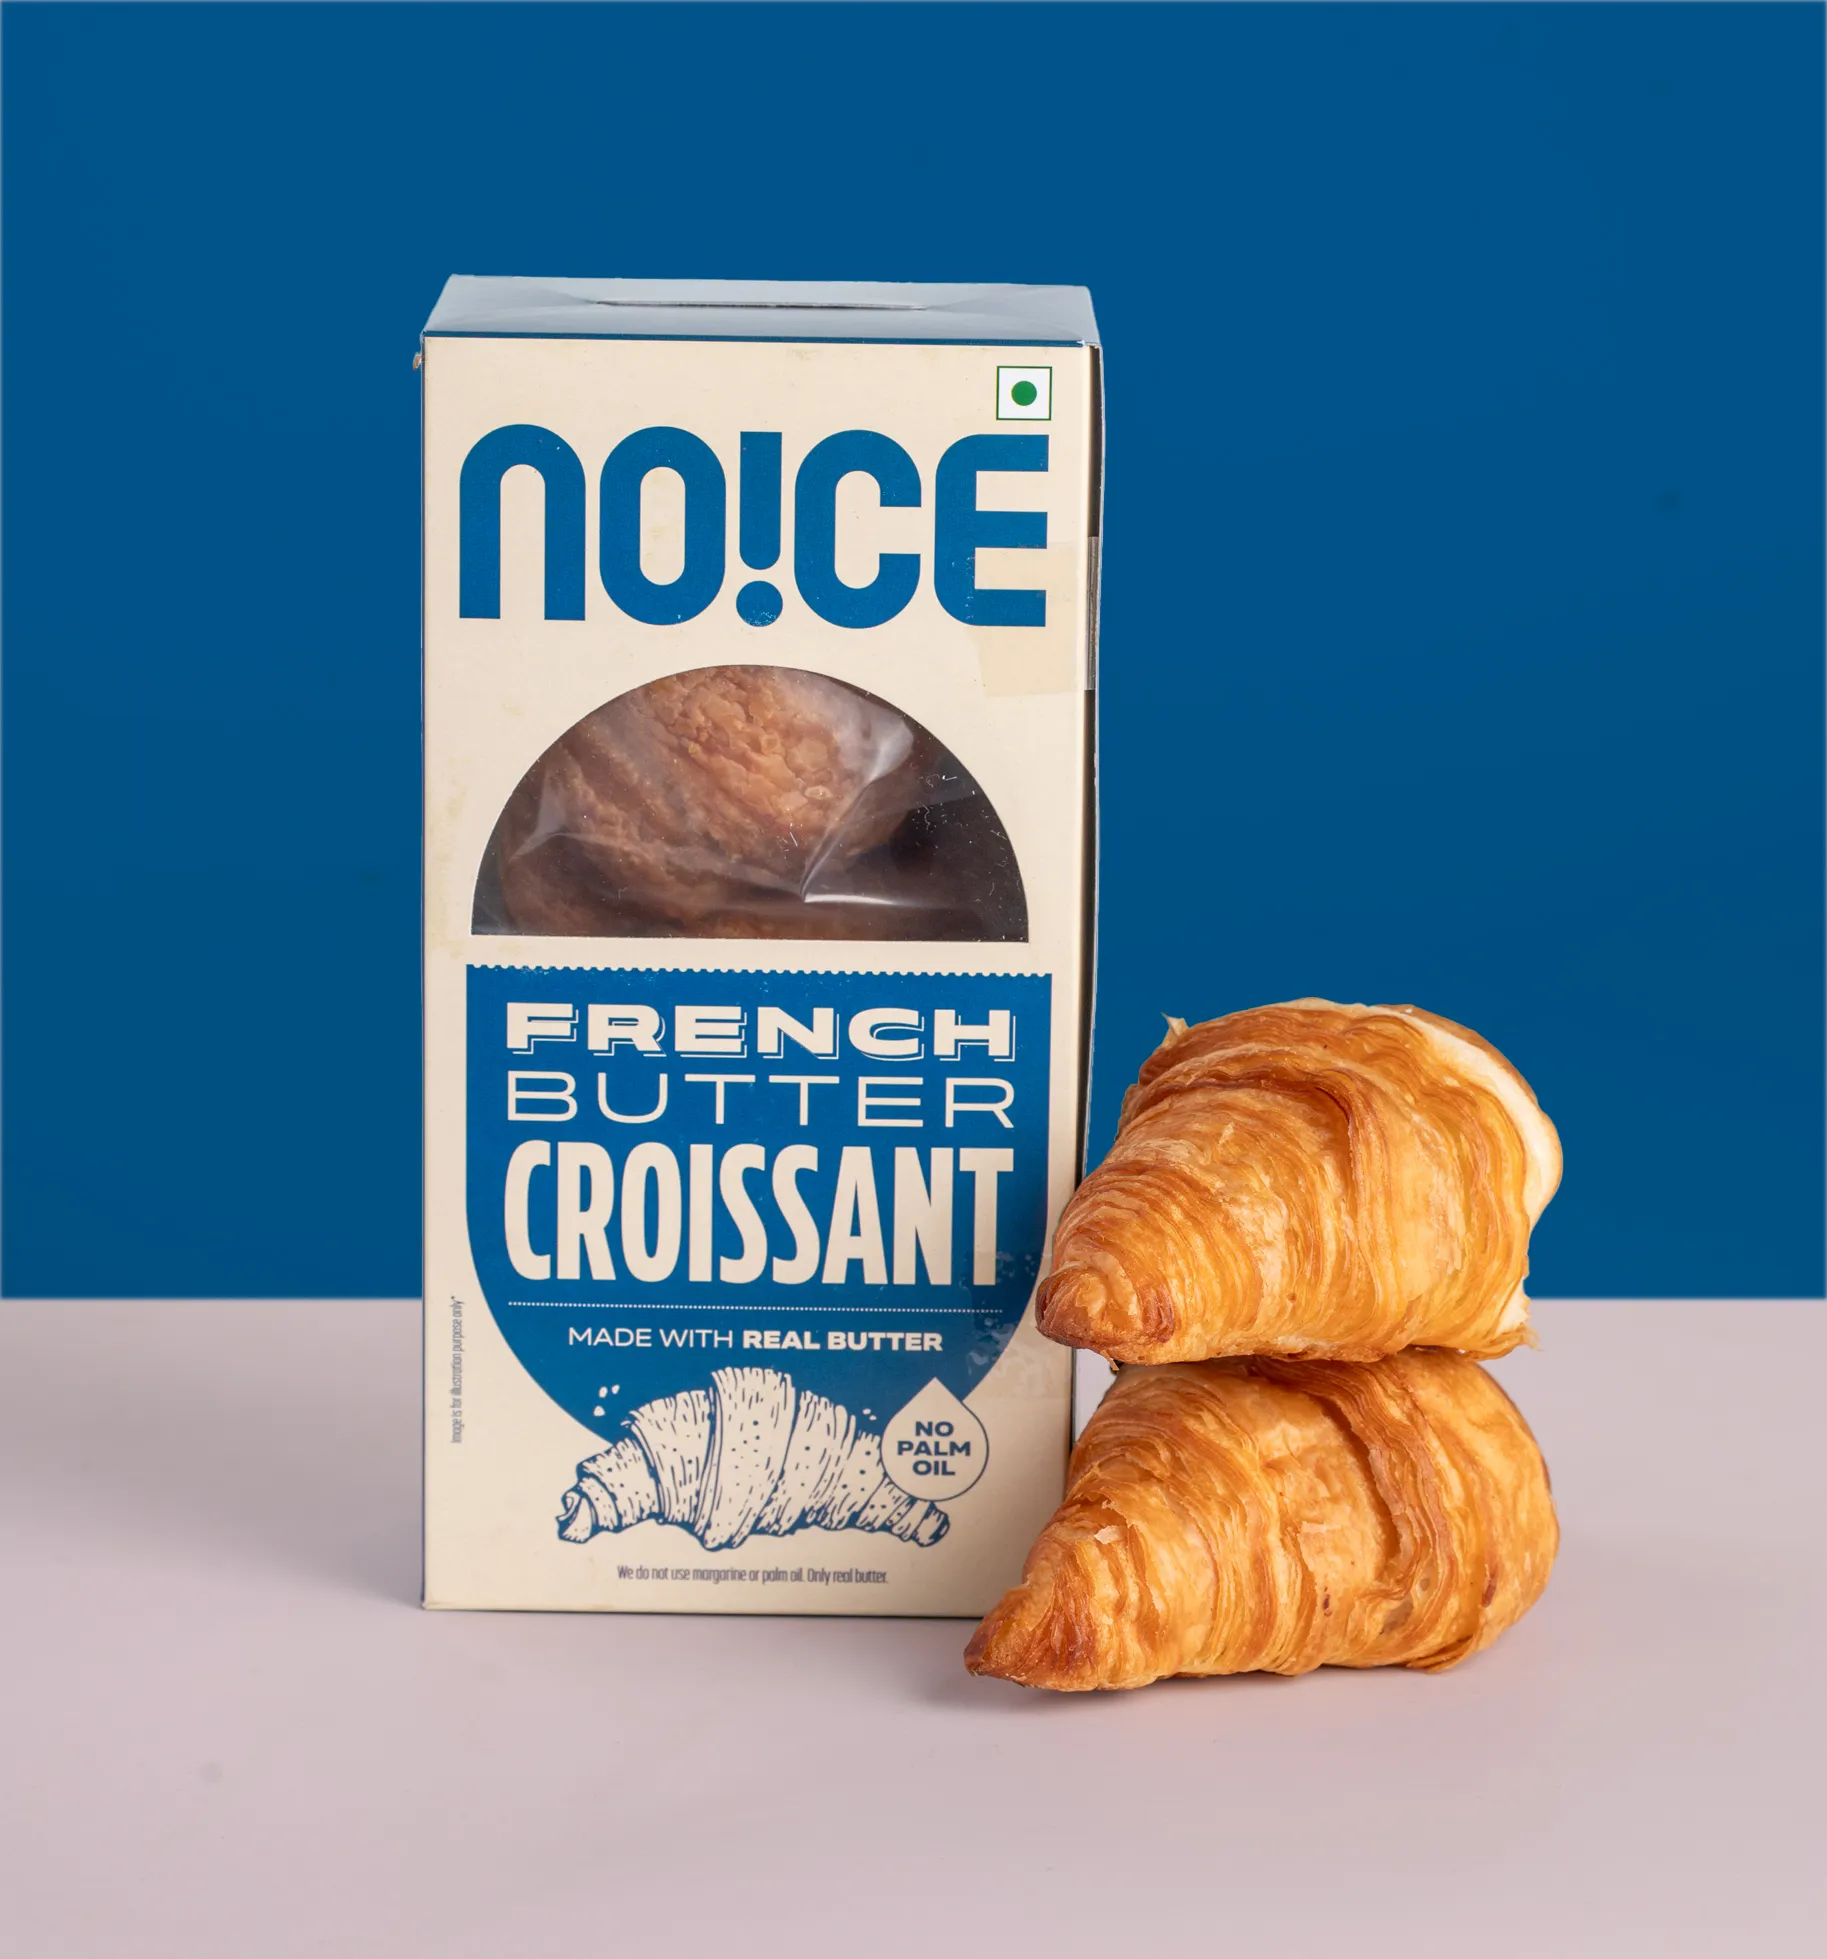 NO!CE
FRENCH
BUTTER
CROISSANT
MADE WITH REAL BUTTER
NO
PALM
OIL
Image is for illustration purpose only*
We do not use margarine or palm oil. Only real butter.